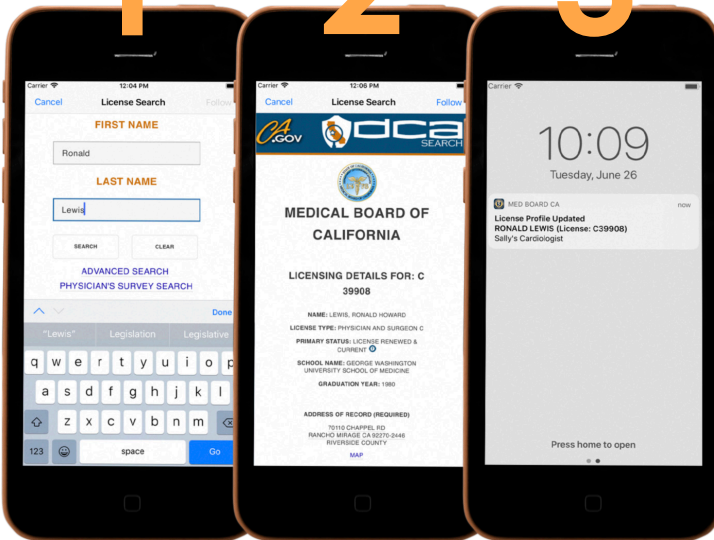 1
2
3
Carrier 12:04 PM
Cancel License Search Follow
FIRST NAME
Ronald
LAST NAME
Lewis
SEARCH CLEAR
ADVANCED SEARCH
PHYSICIAN'S SURVEY SEARCH
Done
"Lewis" Legislation Legislative
q w e r t y u i o p
a s d f g h j k l
z x c v b n m
123 space Go
Carrier 12:06 PM
Cancel License Search Follow
CA.GOV dca
SEARCH
MEDICAL BOARD OF
CALIFORNIA
LICENSING DETAILS FOR: C
39908
NAME: LEWIS, RONALD HOWARD
LICENSE TYPE: PHYSICIAN AND SURGEON C
PRIMARY STATUS: LICENSE RENEWED &
CURRENT
SCHOOL NAME: GEORGE WASHINGTON
UNIVERSITY SCHOOL OF MEDICINE
GRADUATION YEAR: 1980
ADDRESS OF RECORD (REQUIRED)
70110 CHAPPEL RD
RANCHO MIRAGE CA 92270-2446
RIVERSIDE COUNTY
MAP
Carrier
10:09
Tuesday, June 26
MED BOARD CA now
License Profile Updated
RONALD LEWIS (License: C39908)
Sally's Cardiologist
Press home to open